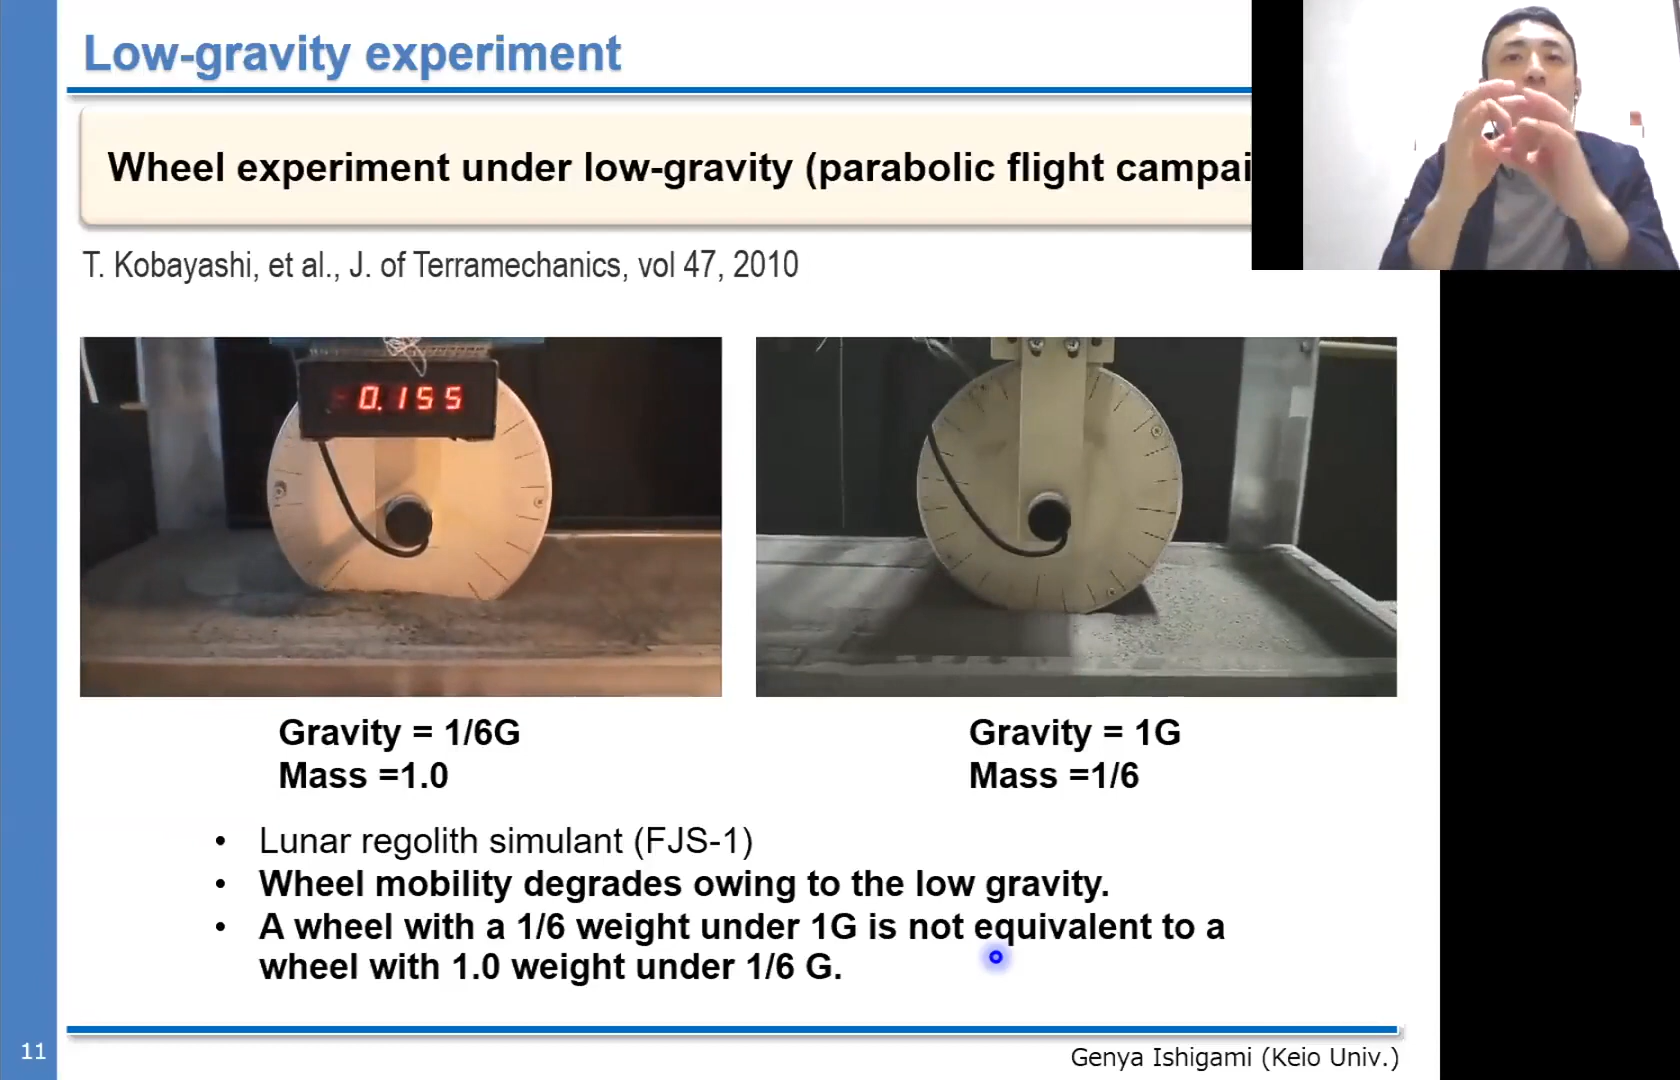 Low-gravity experiment
Wheel experiment under low-gravity (parabolic flight campai
T. Kobayashi, et al., J. of Terramechanics, vol 47, 2010
0.155
Gravity = 1/6G
Mass =1.0
Gravity = 1G
Mass =1/6
• Lunar regolith simulant (FJS-1)
• Wheel mobility degrades owing to the low gravity.
• A wheel with a 1/6 weight under 1G is not equivalent to a
wheel with 1.0 weight under 1/6 G.
11
Genya Ishigami (Keio Univ.)